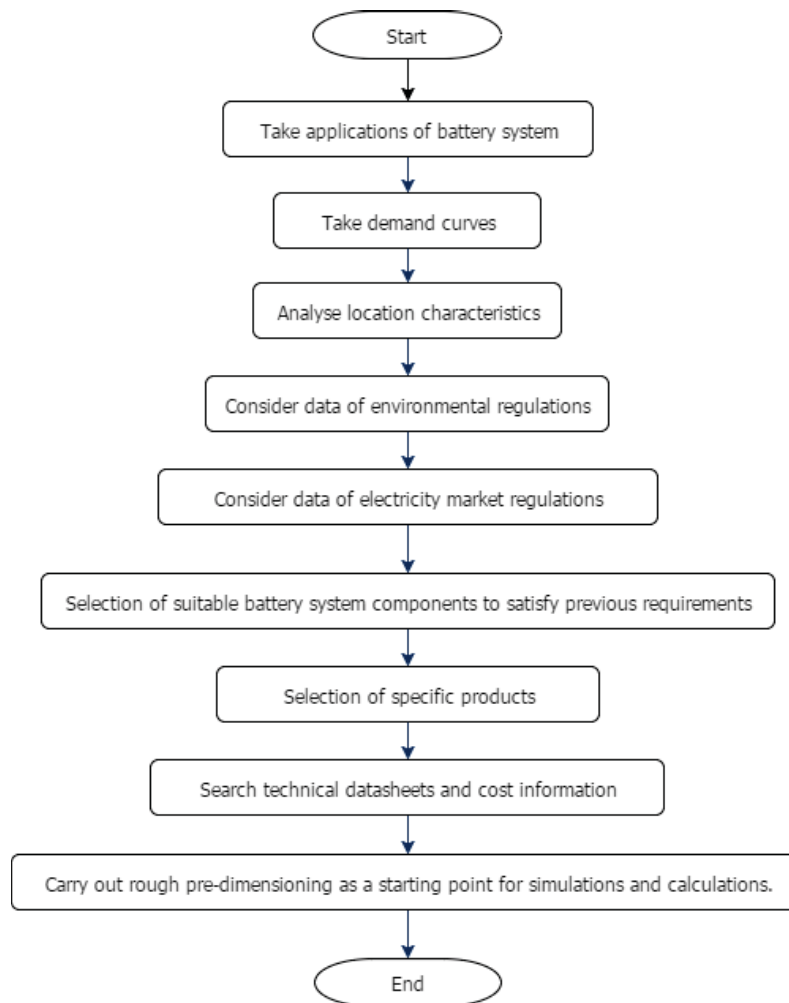 Start
Take applications of battery system
Take demand curves
Analyse location characteristics
Consider data of environmental regulations
Consider data of electricity market regulations
Selection of suitable battery system components to satisfy previous requirements
Selection of specific products
Search technical datasheets and cost information
Carry out rough pre-dimensioning as a starting point for simulations and calculations.
End